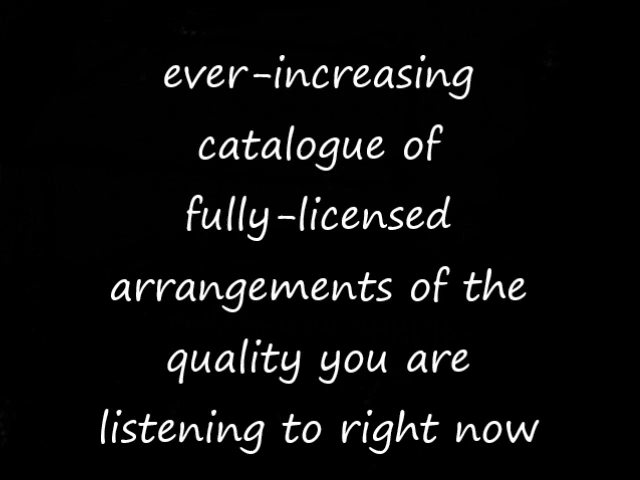 ever-increasing
catalogue of
fully-licensed
arrangements of the
quality you are
listening to right now